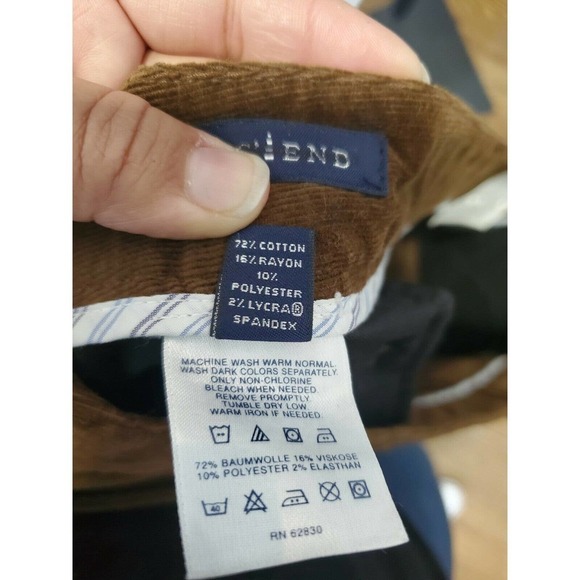 END
72% COTTON
16% RAYON
10%
POLYESTER
2% LYCRA®
SPANDEX
MACHINE WASH WARM NORMAL
WASH DARK COLORS SEPARATELY.
ONLY NON-CHLORINE
BLEACH WHEN NEEDED.
REMOVE PROMPTLY.
TUMBLE DRY LOW
WARM IRON IF NEEDED.
72% BAUMWOLLE 16% VISKOSE
10% POLYESTER 2% ELASTHAN
40
RN 62830